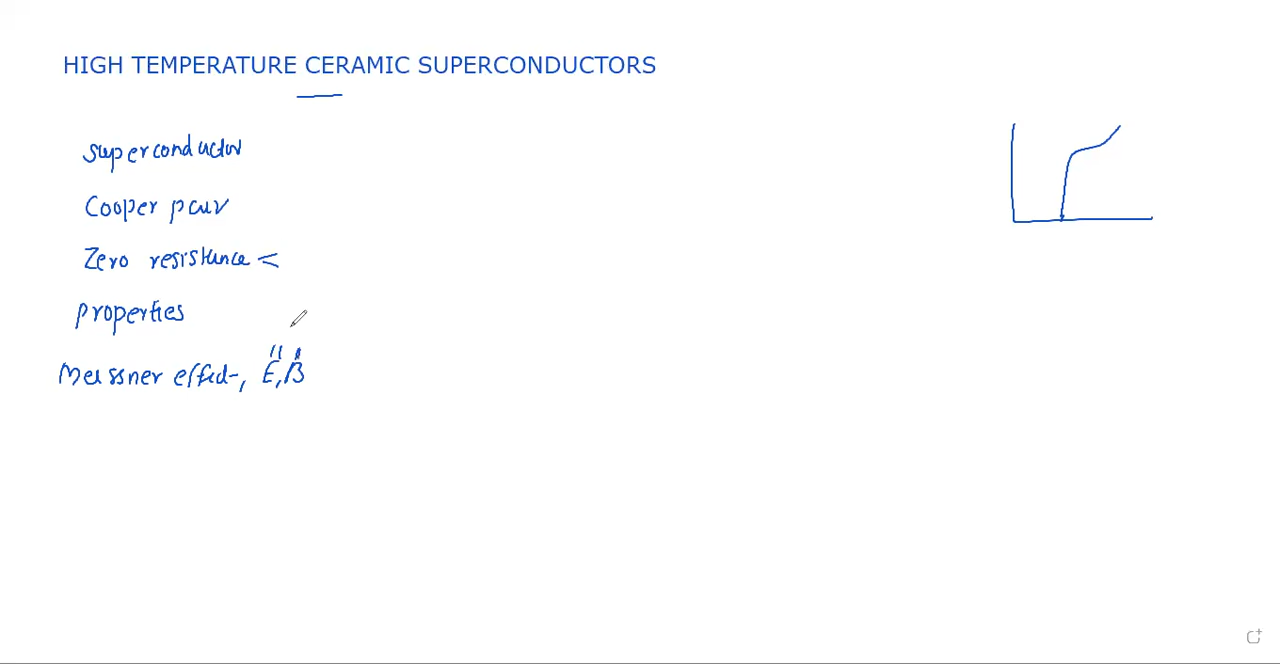 HIGH TEMPERATURE CERAMIC SUPERCONDUCTORS
Superconductor
Cooper pair
Zero resistance <
properties
Meissner effect, E,B